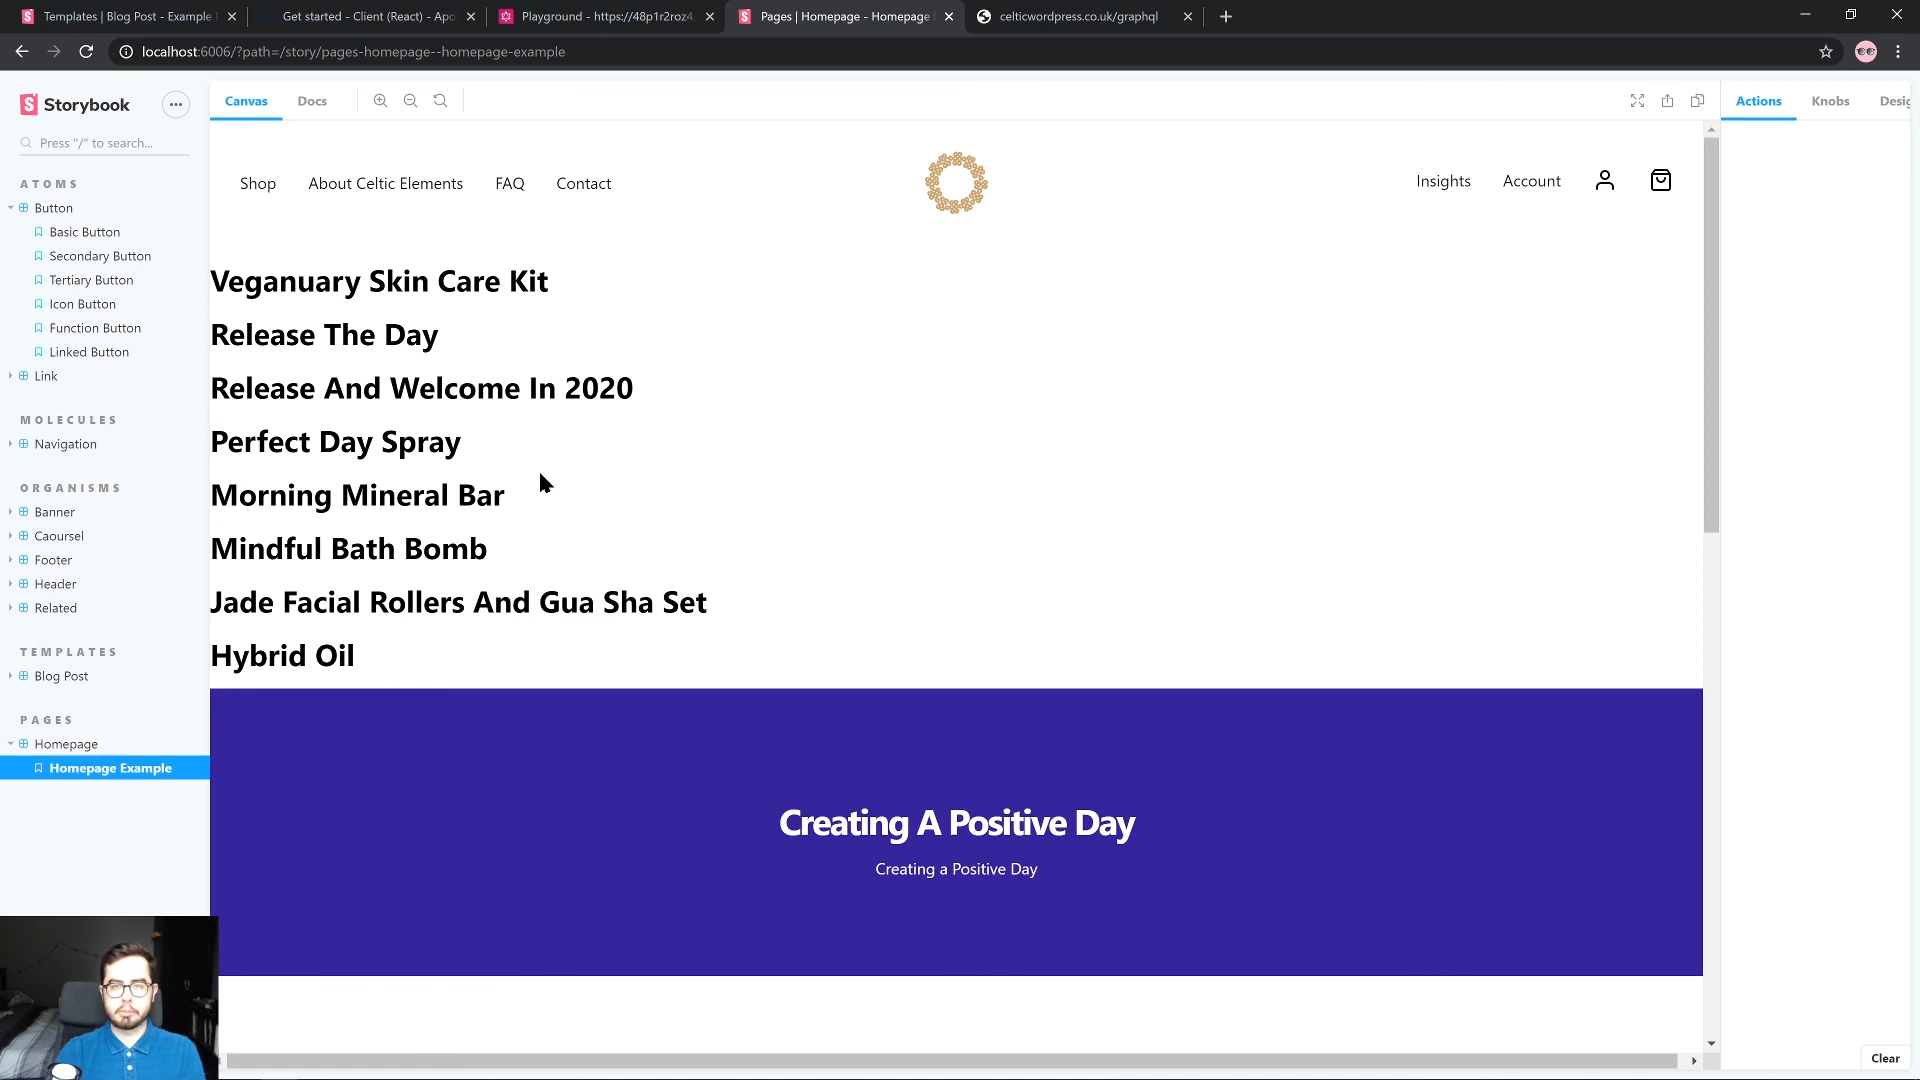 Templates | Blog Post - Example
Get started - Client (React) - Apo
Playground - https://48p1r2roz4.
Pages | Homepage - Homepage
celticwordpress.co.uk/graphql
localhost:6006/?path=/story/pages-homepage--homepage-example
Storybook
Canvas
Docs
Actions
Knobs
Desig
Press "/" to search...
ATOMS
Button
Basic Button
Secondary Button
Tertiary Button
Icon Button
Function Button
Linked Button
Link
MOLECULES
Navigation
ORGANISMS
Banner
Caoursel
Footer
Header
Related
TEMPLATES
Blog Post
PAGES
Homepage
Homepage Example
Shop
About Celtic Elements
FAQ
Contact
Insights
Account
Veganuary Skin Care Kit
Release The Day
Release And Welcome In 2020
Perfect Day Spray
Morning Mineral Bar
Mindful Bath Bomb
Jade Facial Rollers And Gua Sha Set
Hybrid Oil
Creating A Positive Day
Creating a Positive Day
Clear